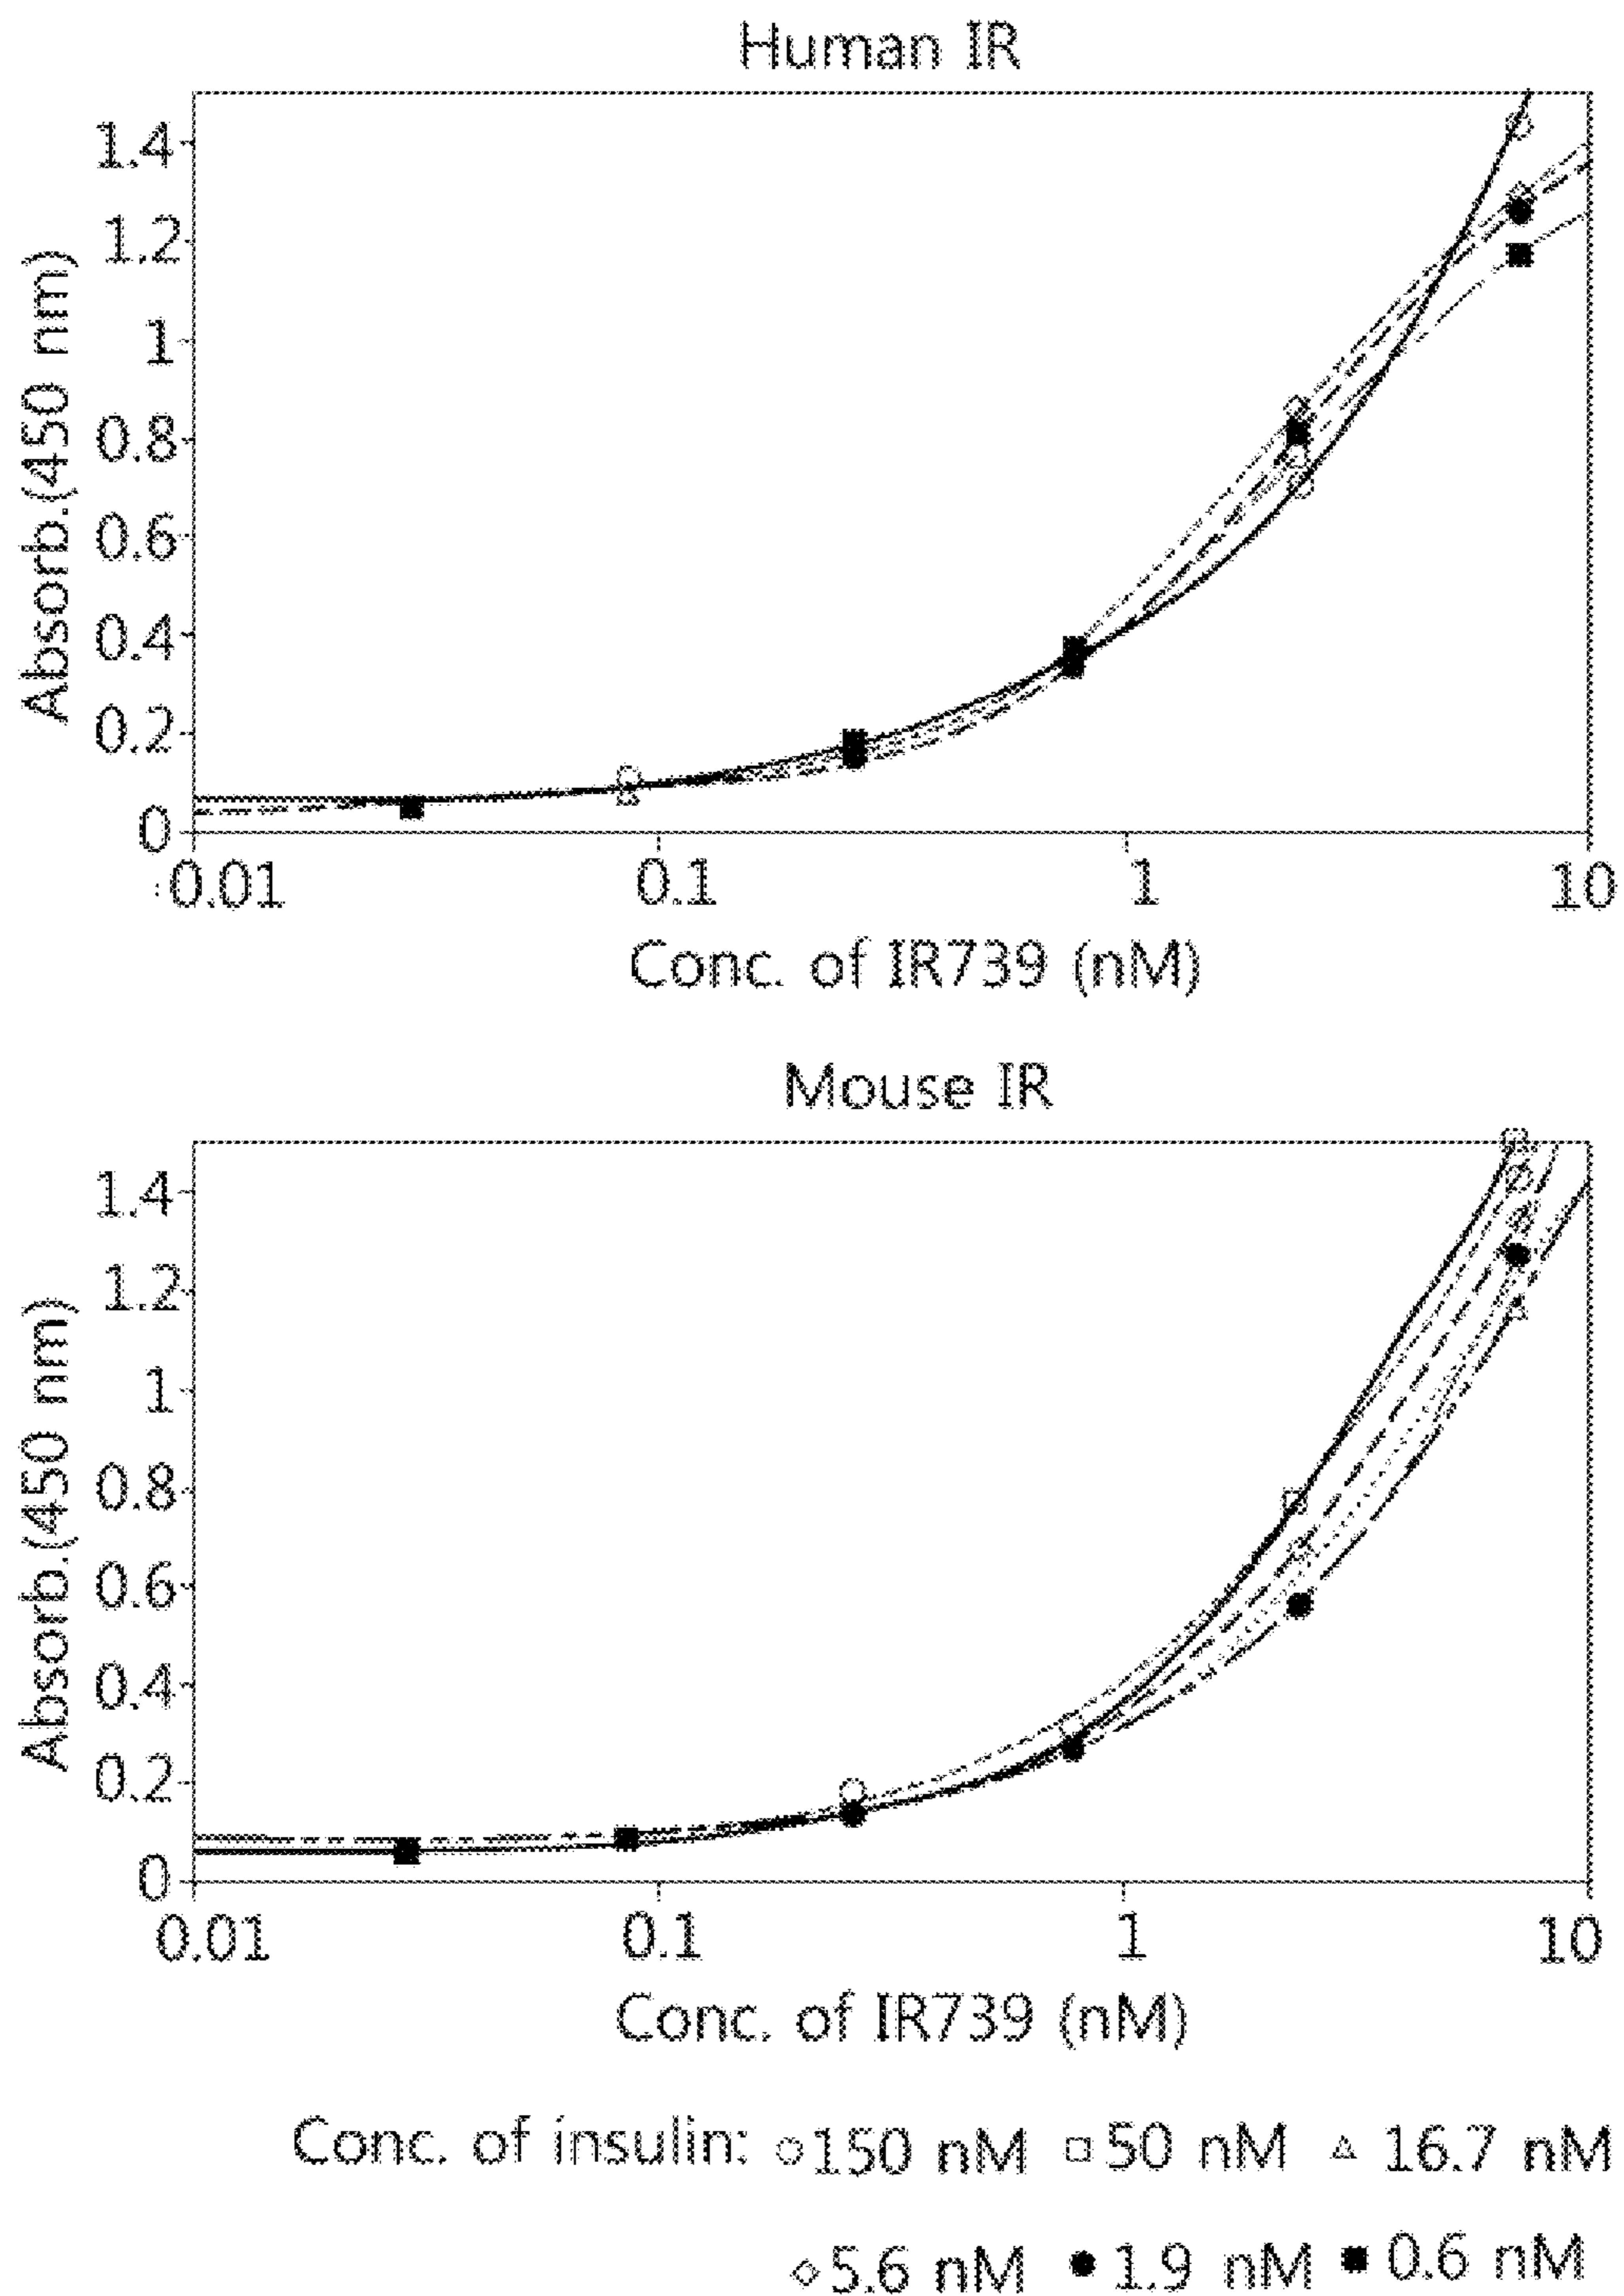 Human IR
Absorb.(450 nm)
1.4
1.2
1
0.8
0.6
0.4
0.2
0
0.01 0.1 1 10
Conc. of IR739 (nM)
Mouse IR
Absorb.(450 nm)
1.4
1.2
1
0.8
0.6
0.4
0.2
0
0.01 0.1 1 10
Conc. of IR739 (nM)
Conc. of insulin: 150 nM 50 nM 16.7 nM
5.6 nM 1.9 nM 0.6 nM